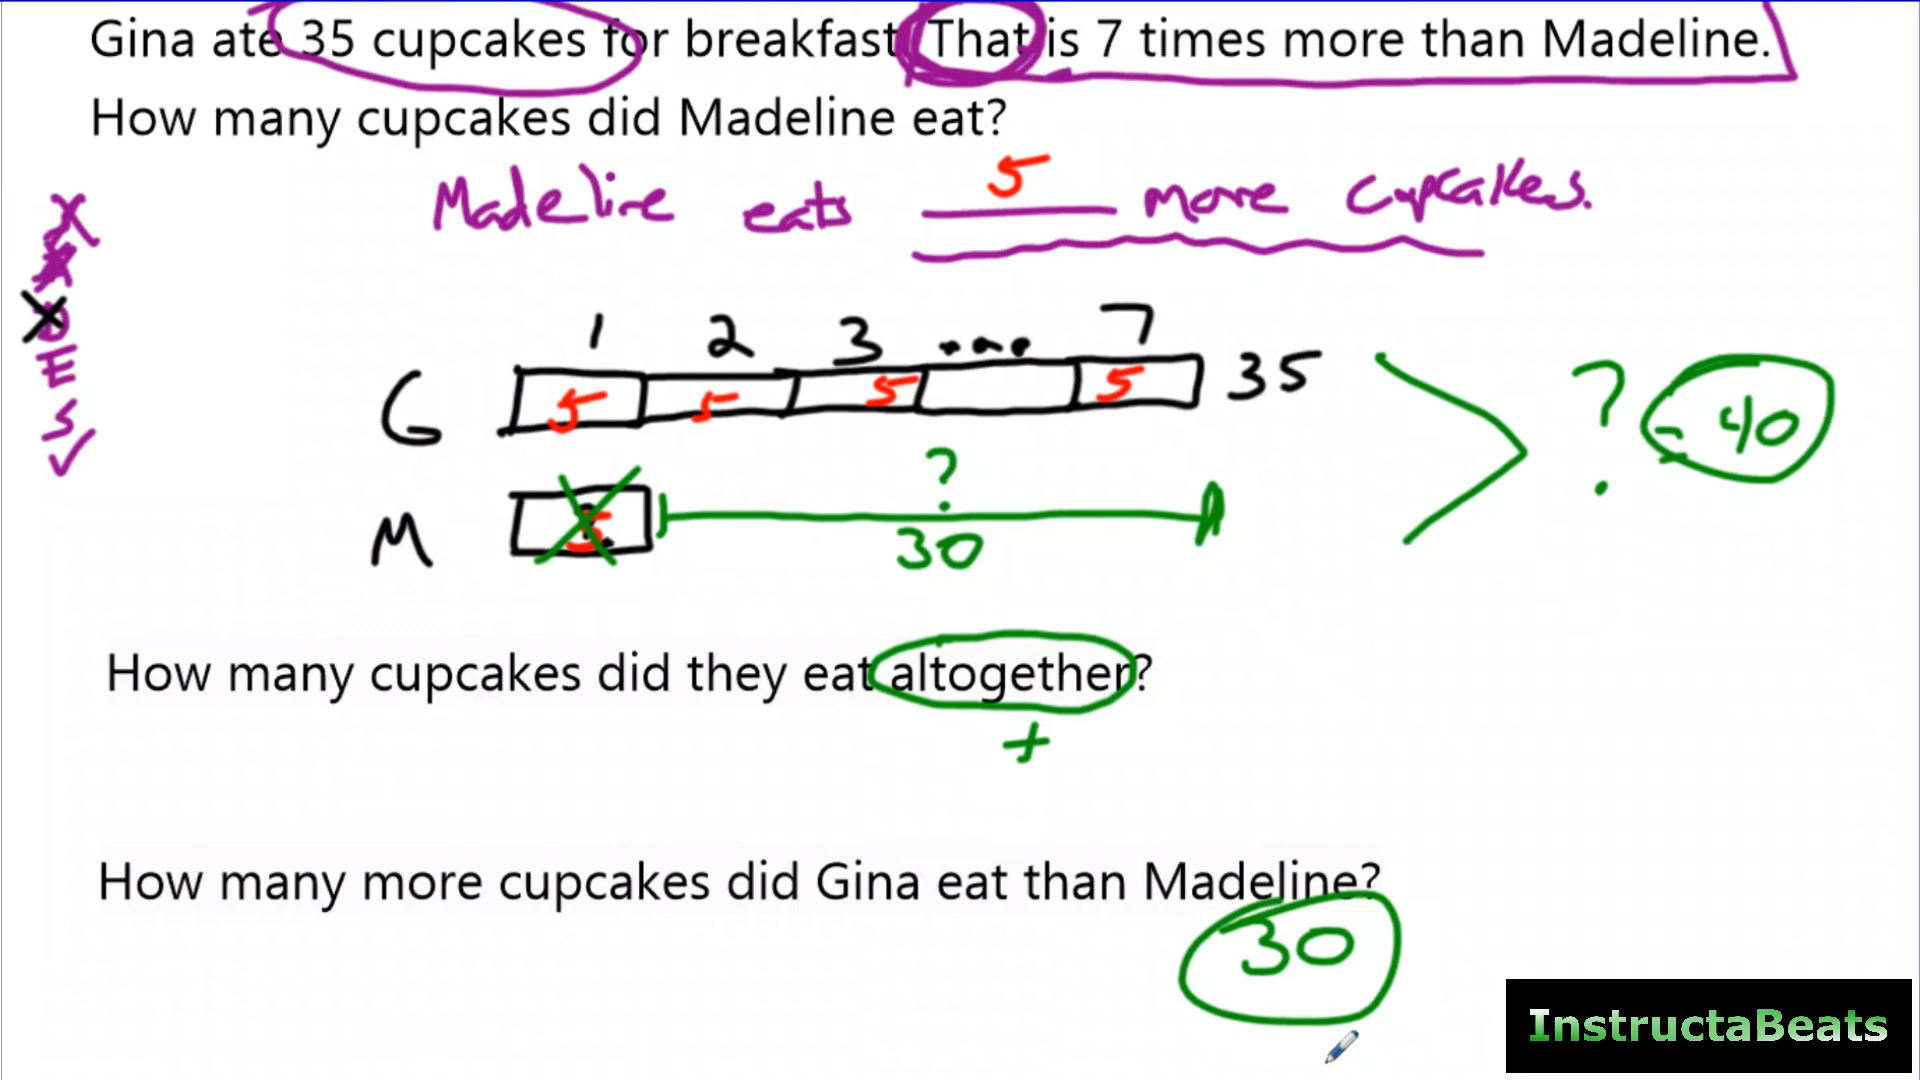 Gina ate 35 cupcakes for breakfast. That is 7 times more than Madeline.
How many cupcakes did Madeline eat?
Madeline eats 5 more cupcakes.
E
S
1 2 3 ... 7
G 5 5 5 5 35
? = 40
?
M 5
30
How many cupcakes did they eat altogether?
+
How many more cupcakes did Gina eat than Madeline?
30
InstructaBeats